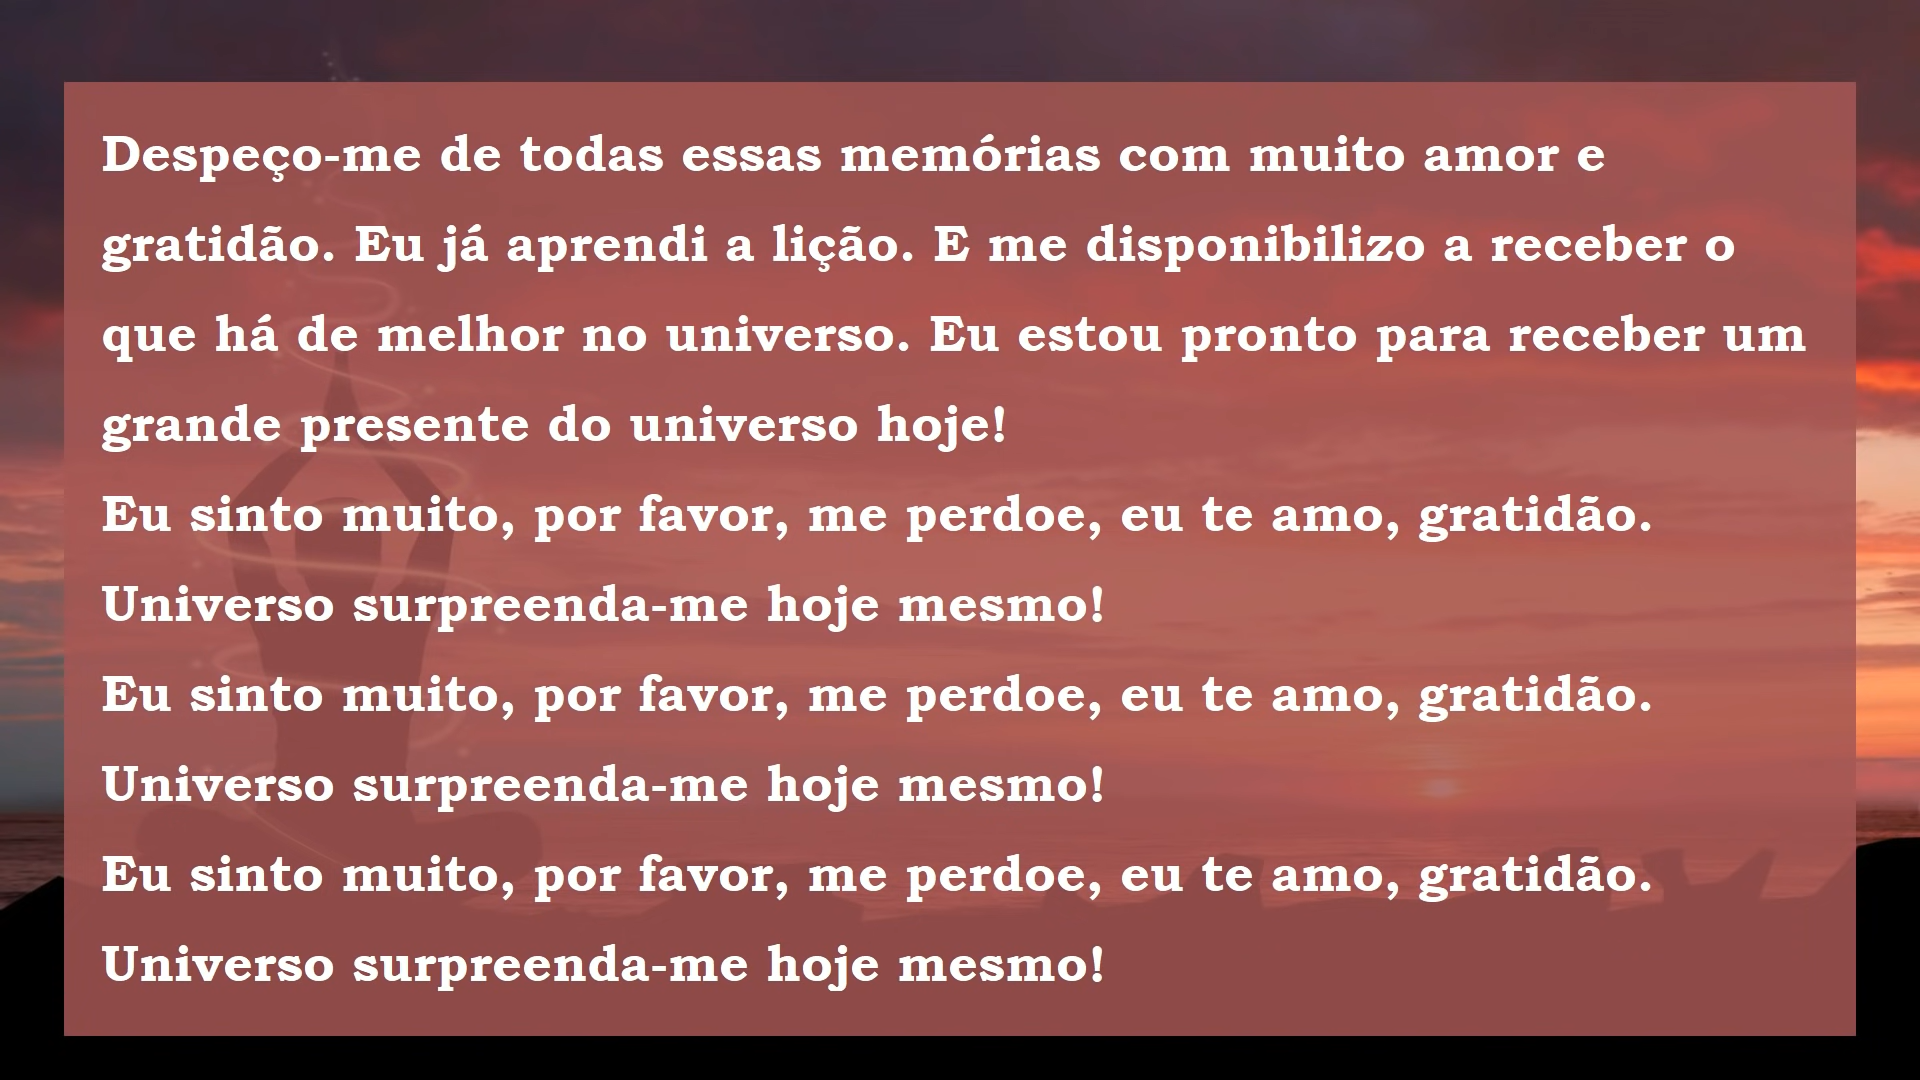 Despeço-me de todas essas memórias com muito amor e
gratidão. Eu já aprendi a lição. E me disponibilizo a receber o
que há de melhor no universo. Eu estou pronto para receber um
grande presente do universo hoje!
Eu sinto muito, por favor, me perdoe, eu te amo, gratidão.
Universo surpreenda-me hoje mesmo!
Eu sinto muito, por favor, me perdoe, eu te amo, gratidão.
Universo surpreenda-me hoje mesmo!
Eu sinto muito, por favor, me perdoe, eu te amo, gratidão.
Universo surpreenda-me hoje mesmo!